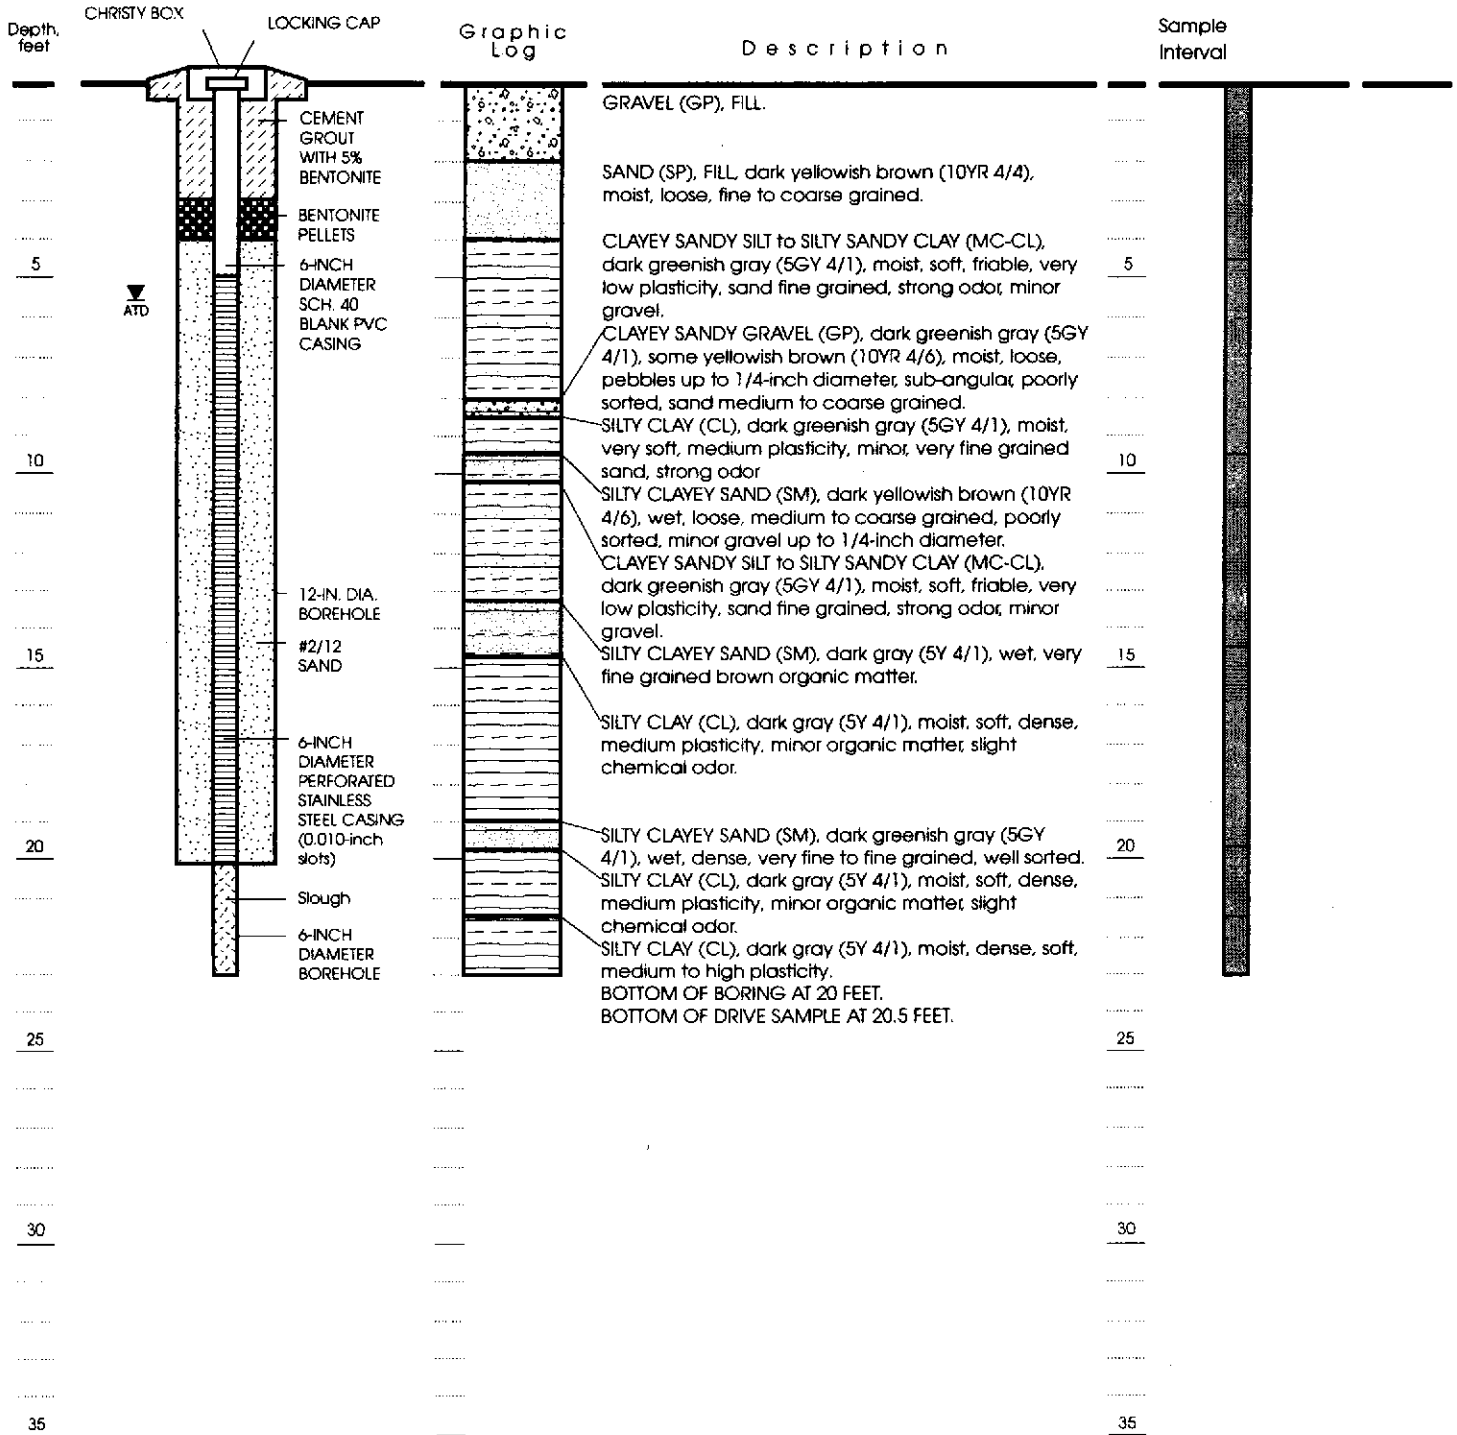 CHRISTY BOX
LOCKING CAP
Depth,
feet
Graphic
Log
Description
Sample
Interval
CEMENT
GROUT
WITH 5%
BENTONITE
BENTONITE
PELLETS
6-INCH
DIAMETER
SCH. 40
BLANK PVC
CASING
ATD
12-IN. DIA.
BOREHOLE
#2/12
SAND
6-INCH
DIAMETER
PERFORATED
STAINLESS
STEEL CASING
(0.010-inch
slots)
Slough
6-INCH
DIAMETER
BOREHOLE
5
10
15
20
25
30
35
GRAVEL (GP), FILL.
SAND (SP), FILL, dark yellowish brown (10YR 4/4),
moist, loose, fine to coarse grained.
CLAYEY SANDY SILT to SILTY SANDY CLAY (MC-CL),
dark greenish gray (5GY 4/1), moist, soft, friable, very
low plasticity, sand fine grained, strong odor, minor
gravel.
CLAYEY SANDY GRAVEL (GP), dark greenish gray (5GY
4/1), some yellowish brown (10YR 4/6), moist, loose,
pebbles up to 1/4-inch diameter, sub-angular, poorly
sorted, sand medium to coarse grained.
SILTY CLAY (CL), dark greenish gray (5GY 4/1), moist,
very soft, medium plasticity, minor, very fine grained
sand, strong odor
SILTY CLAYEY SAND (SM), dark yellowish brown (10YR
4/6), wet, loose, medium to coarse grained, poorly
sorted, minor gravel up to 1/4-inch diameter.
CLAYEY SANDY SILT to SILTY SANDY CLAY (MC-CL),
dark greenish gray (5GY 4/1), moist, soft, friable, very
low plasticity, sand fine grained, strong odor, minor
gravel.
SILTY CLAYEY SAND (SM), dark gray (5Y 4/1), wet, very
fine grained brown organic matter.
SILTY CLAY (CL), dark gray (5Y 4/1), moist, soft, dense,
medium plasticity, minor organic matter, slight
chemical odor.
SILTY CLAYEY SAND (SM), dark greenish gray (5GY
4/1), wet, dense, very fine to fine grained, well sorted.
SILTY CLAY (CL), dark gray (5Y 4/1), moist, soft, dense,
medium plasticity, minor organic matter, slight
chemical odor.
SILTY CLAY (CL), dark gray (5Y 4/1), moist, dense, soft,
medium to high plasticity.
BOTTOM OF BORING AT 20 FEET.
BOTTOM OF DRIVE SAMPLE AT 20.5 FEET.
5
10
15
20
25
30
35